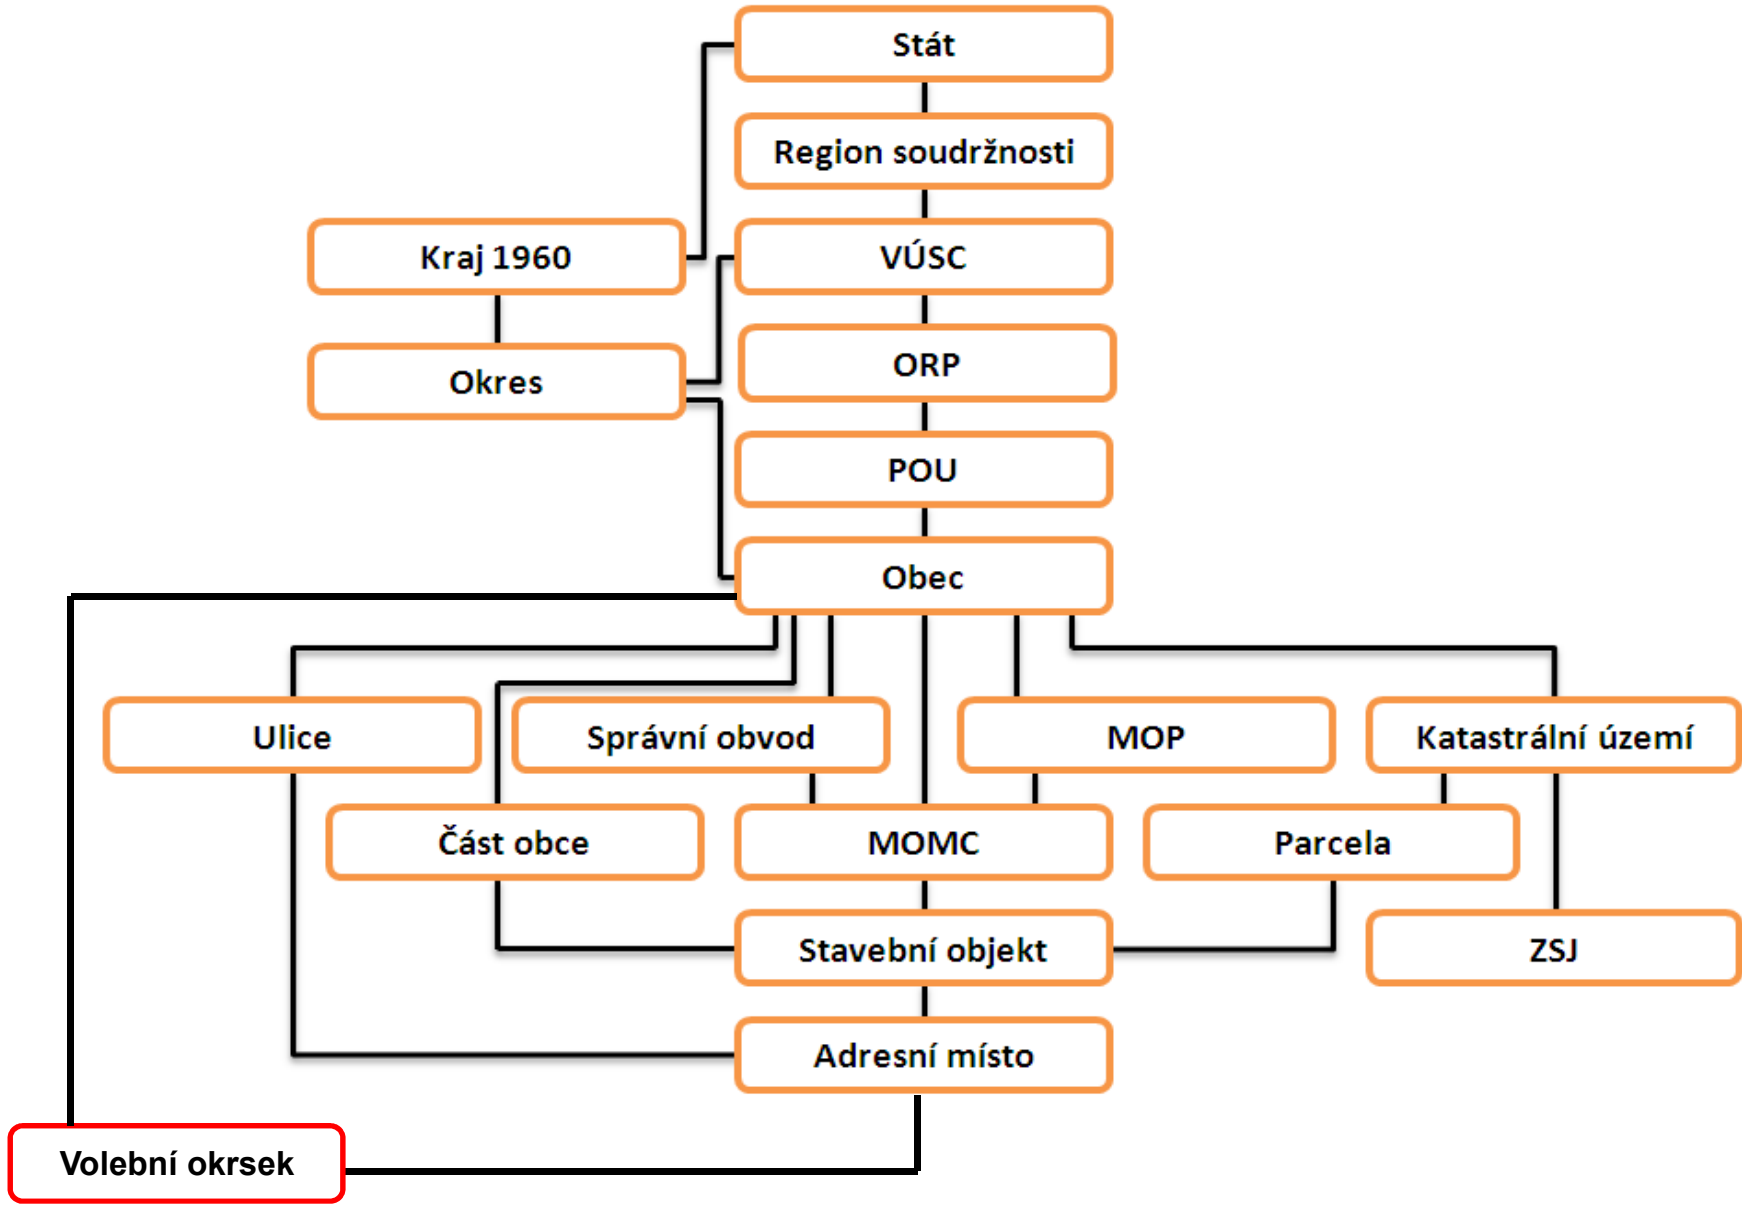 Stát
Region soudržnosti
Kraj 1960
VÚSC
ORP
Okres
POU
Obec
Ulice
Správní obvod
MOP
Katastrální území
Část obce
MOMC
Parcela
Stavební objekt
ZSJ
Adresní místo
Volební okrsek